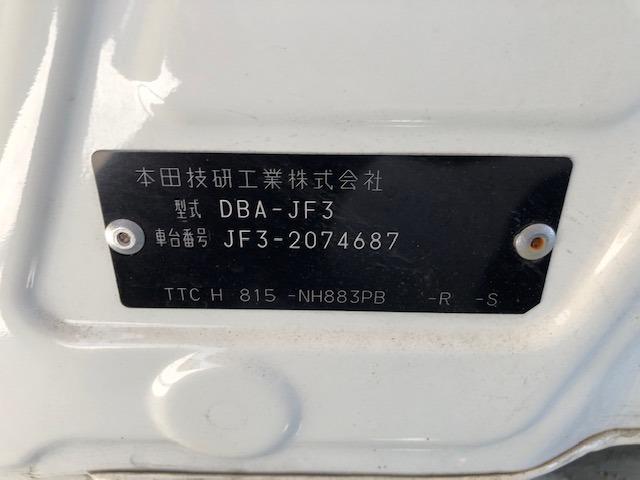 本田技研工業株式会社
型式 DBA-JF3
車台番号 JF3-2074687
TTC H 815 -NH883PB -R -S